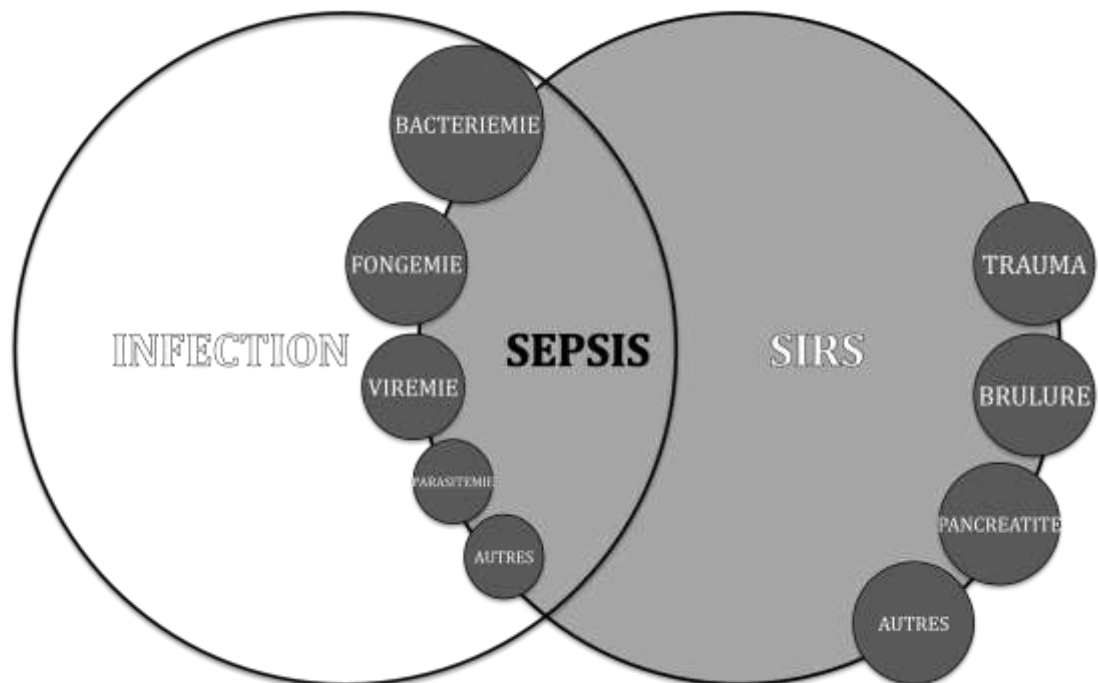 BACTERIEMIE
FONGEMIE
VIREMIE
PARASITEMIE
AUTRES
INFECTION
SEPSIS
SIRS
TRAUMA
BRULURE
PANCREATITE
AUTRES